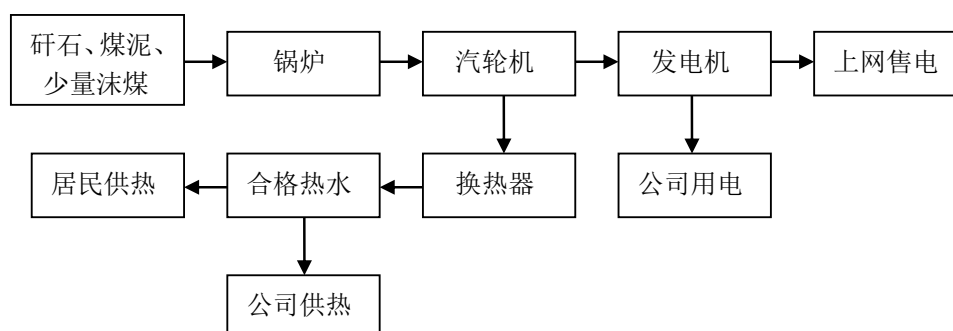 矸石、煤泥、
少量沫煤
锅炉
汽轮机
发电机
上网售电
居民供热
合格热水
换热器
公司用电
公司供热